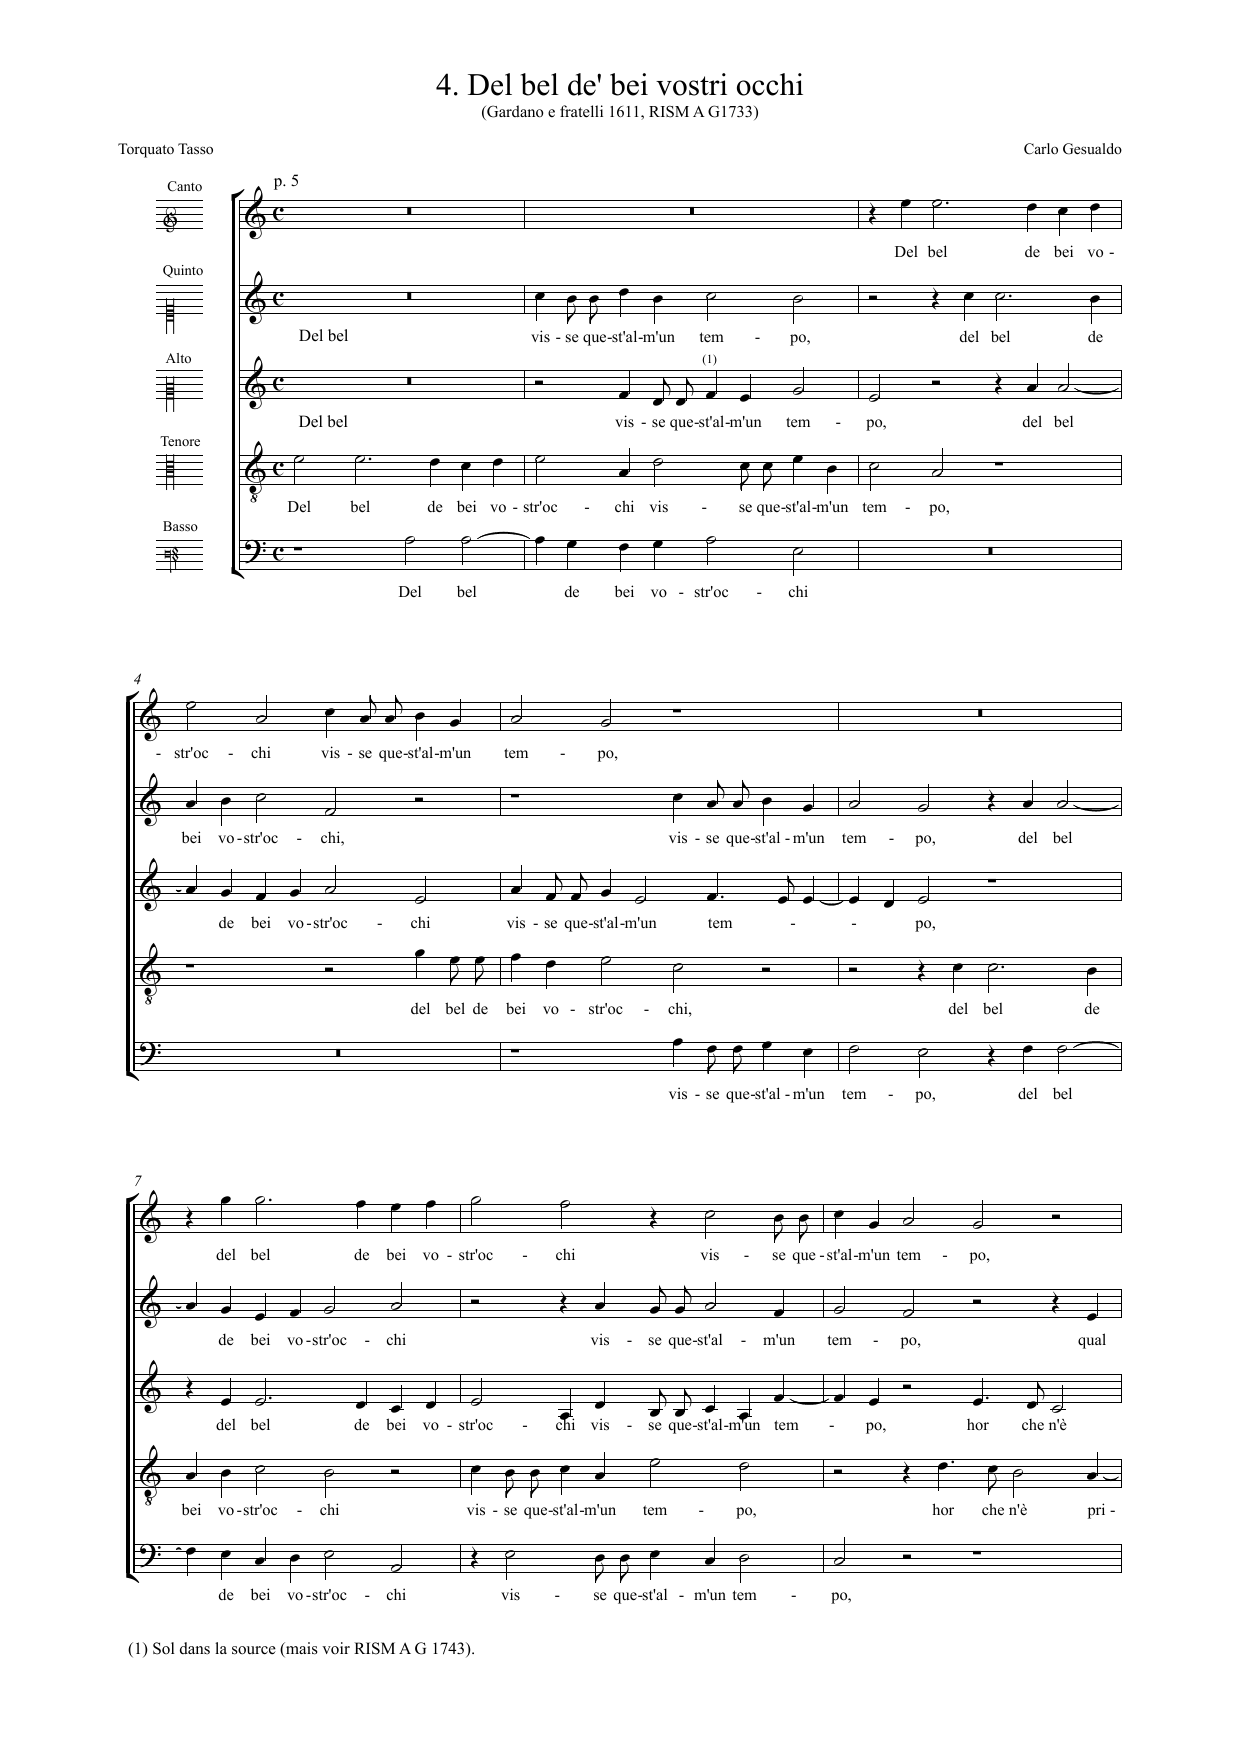 4. Del bel de' bei vostri occhi
(Gardano e fratelli 1611, RISM A G1733)
Torquato Tasso
Carlo Gesualdo
p. 5
Canto
Del bel de bei vo -
Quinto
Del bel vis - se que-st'al-m'un tem - po, del bel de
(1)
Alto
Del bel vis - se que-st'al-m'un tem - po, del bel
Tenore
8
Del bel de bei vo - str'oc - chi vis - se que-st'al-m'un tem - po,
Basso
Del bel de bei vo - str'oc - chi
4
- str'oc - chi vis - se que-st'al-m'un tem - po,
bei vo-str'oc - chi, vis - se que-st'al - m'un tem - po, del bel
de bei vo-str'oc - chi vis - se que-st'al-m'un tem - - po,
8
del bel de bei vo - str'oc - chi, del bel de
vis - se que-st'al - m'un tem - po, del bel
7
del bel de bei vo - str'oc - chi vis - se que - st'al-m'un tem - po,
de bei vo-str'oc - chi vis - se que-st'al - m'un tem - po, qual
del bel de bei vo - str'oc - chi vis - se que-st'al-m'un tem - po, hor che n'è
8
bei vo-str'oc - chi vis - se que-st'al-m'un tem - po, hor che n'è pri -
de bei vo-str'oc - chi vis - se que-st'al - m'un tem - po,
(1) Sol dans la source (mais voir RISM A G 1743).